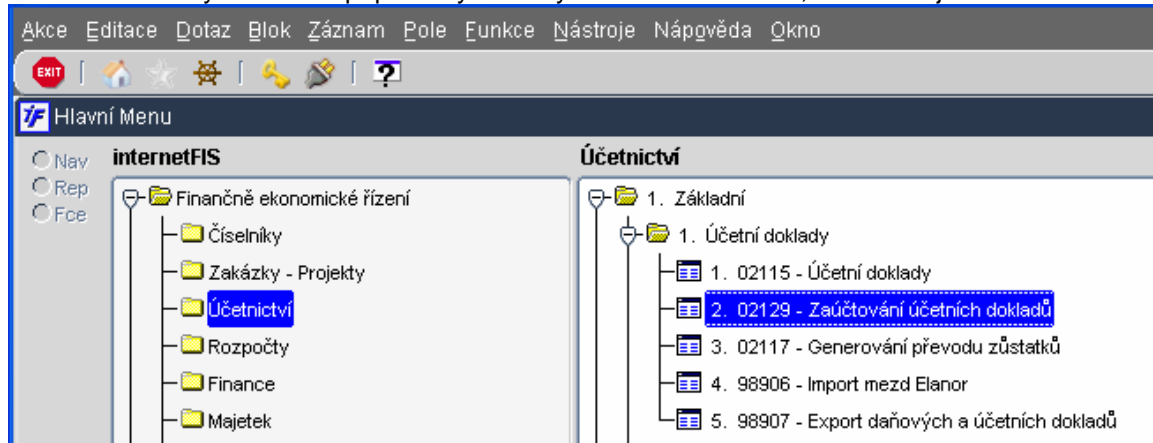 Akce Editace Dotaz Blok Záznam Pole Funkce Nástroje Nápověda Okno
EXIT
Hlavní Menu
Nav
Rep
Fce
internetFIS
Finančně ekonomické řízení
Číselníky
Zakázky - Projekty
Účetnictví
Rozpočty
Finance
Majetek
Účetnictví
1. Základní
1. Účetní doklady
1. 02115 - Účetní doklady
2. 02129 - Zaúčtování účetních dokladů
3. 02117 - Generování převodu zůstatků
4. 98906 - Import mezd Elanor
5. 98907 - Export daňových a účetních dokladů